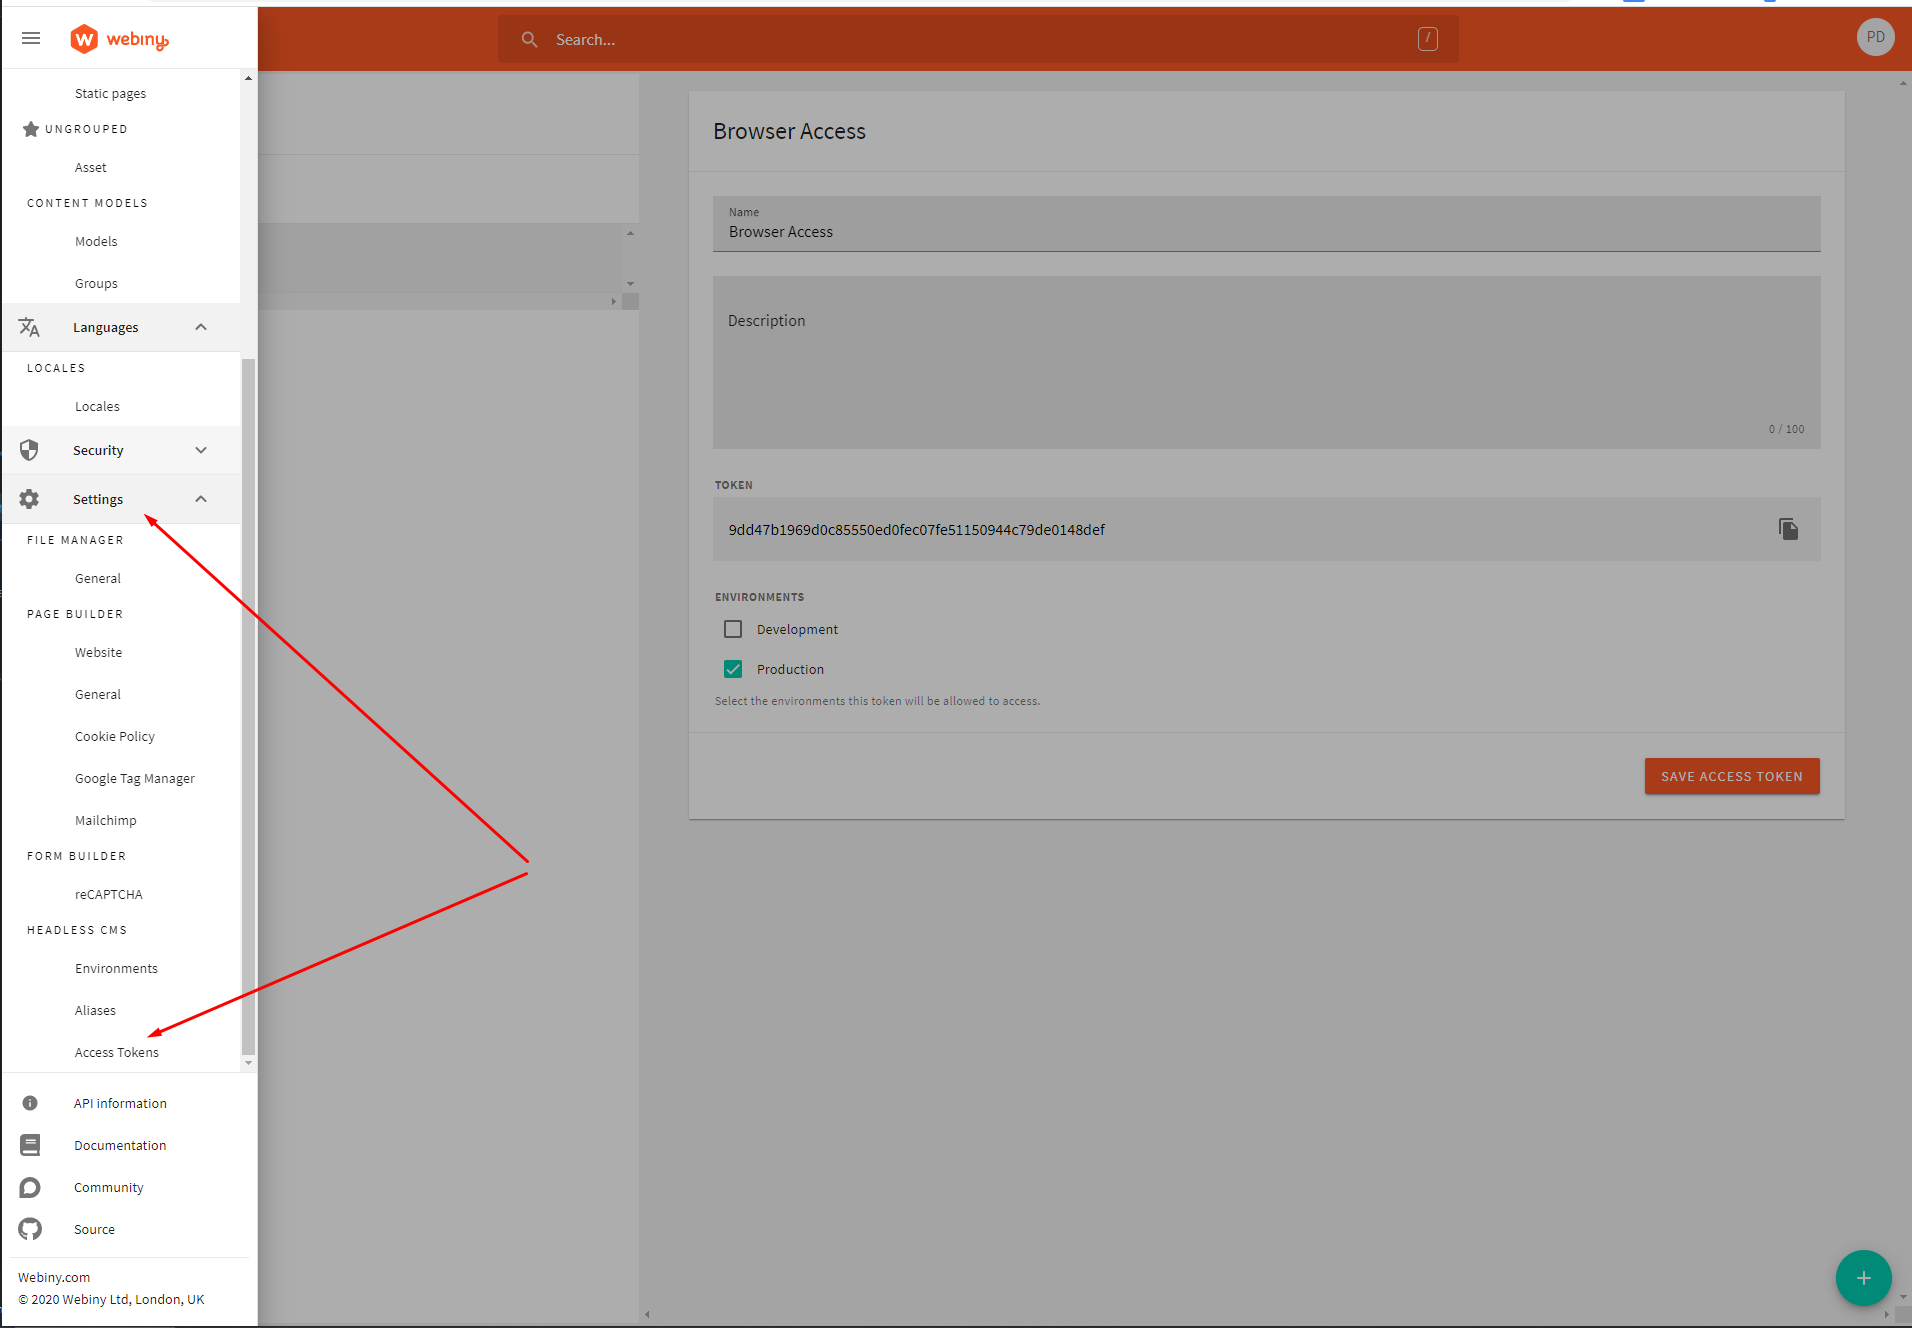 webiny
Search...
/
PD
Static pages
UNGROUPED
Asset
CONTENT MODELS
Models
Groups
Languages
LOCALES
Locales
Security
Settings
FILE MANAGER
General
PAGE BUILDER
Website
General
Cookie Policy
Google Tag Manager
Mailchimp
FORM BUILDER
reCAPTCHA
HEADLESS CMS
Environments
Aliases
Access Tokens
API information
Documentation
Community
Source
Webiny.com
© 2020 Webiny Ltd, London, UK
Browser Access
Name
Browser Access
Description
0 / 100
TOKEN
9dd47b1969d0c85550ed0fec07fe51150944c79de0148def
ENVIRONMENTS
Development
Production
Select the environments this token will be allowed to access.
SAVE ACCESS TOKEN